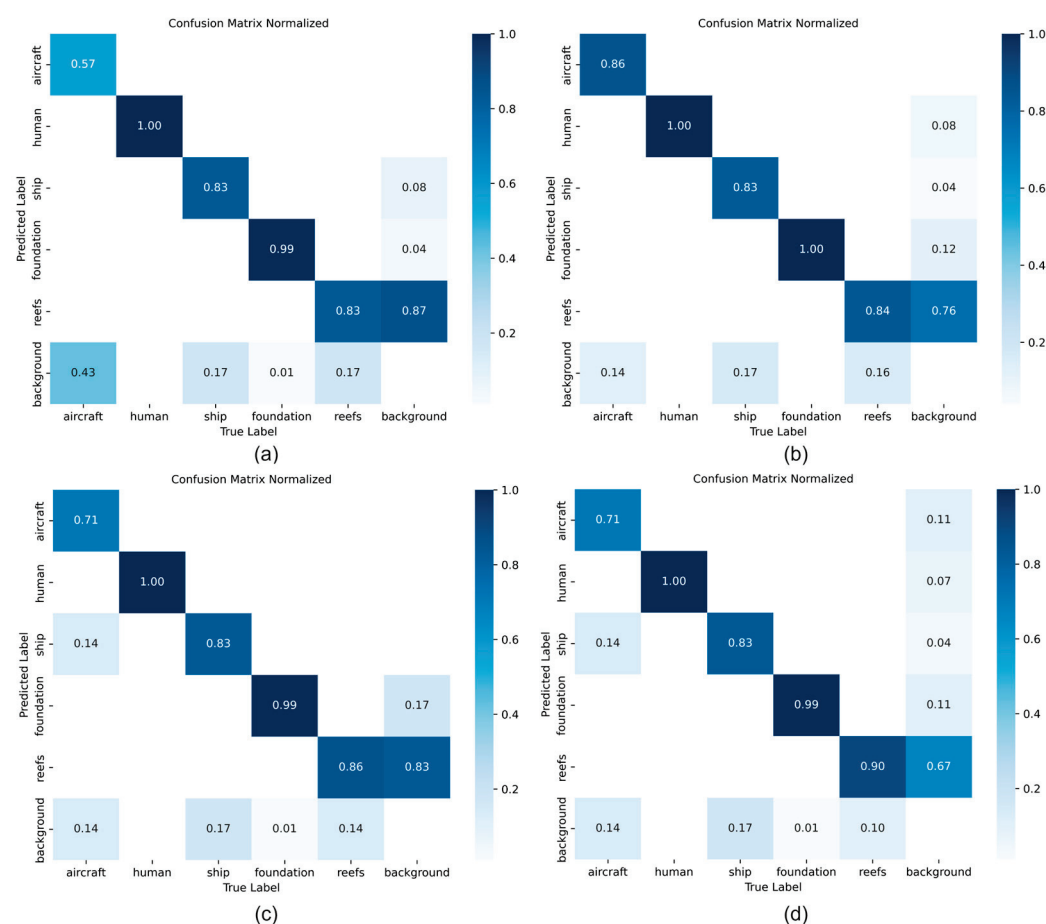 Confusion Matrix Normalized
Predicted Label
aircraft
0.57
human
1.00
ship
0.83 0.08
foundation
0.99 0.04
reefs
0.83 0.87
background
0.43 0.17 0.01 0.17
aircraft human ship foundation reefs background
True Label
1.0
0.8
0.6
0.4
0.2
(a)
Confusion Matrix Normalized
Predicted Label
aircraft
0.86
human
1.00 0.08
ship
0.83 0.04
foundation
1.00 0.12
reefs
0.84 0.76
background
0.14 0.17 0.16
aircraft human ship foundation reefs background
True Label
1.0
0.8
0.6
0.4
0.2
(b)
Confusion Matrix Normalized
Predicted Label
aircraft
0.71
human
1.00
ship
0.14 0.83
foundation
0.99 0.17
reefs
0.86 0.83
background
0.14 0.17 0.01 0.14
aircraft human ship foundation reefs background
True Label
1.0
0.8
0.6
0.4
0.2
(c)
Confusion Matrix Normalized
Predicted Label
aircraft
0.71 0.11
human
1.00 0.07
ship
0.14 0.83 0.04
foundation
0.99 0.11
reefs
0.90 0.67
background
0.14 0.17 0.01 0.10
aircraft human ship foundation reefs background
True Label
1.0
0.8
0.6
0.4
0.2
(d)